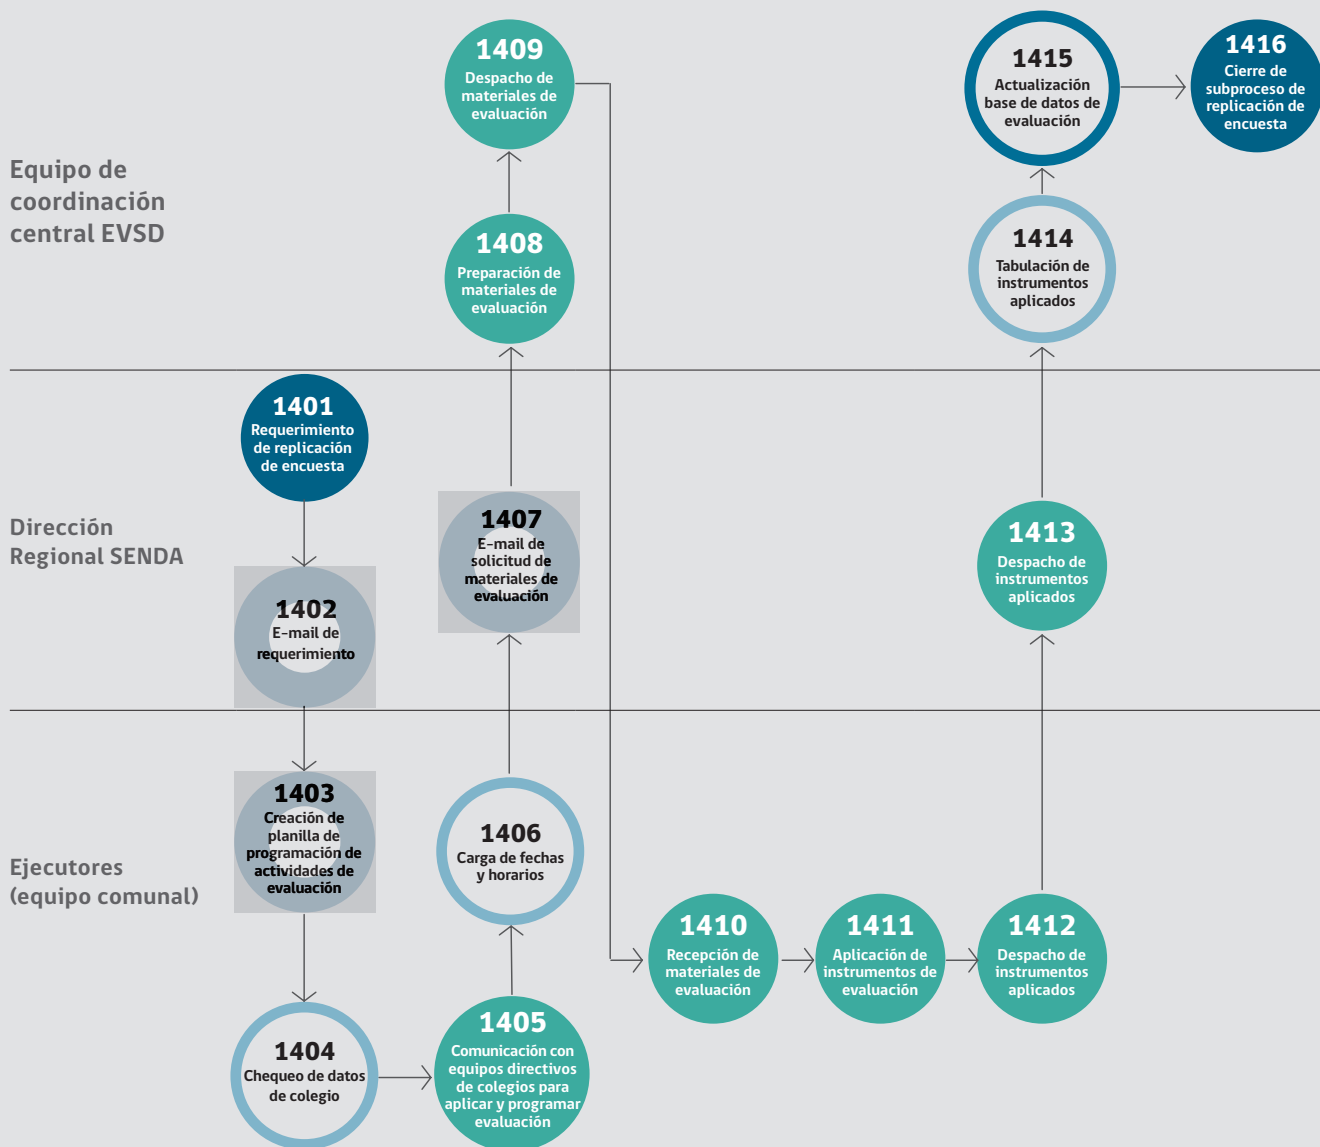 Equipo de
coordinación
central EVSD
1409
Despacho de
materiales de
evaluación
1408
Preparación de
materiales de
evaluación
1415
Actualización
base de datos de
evaluación
1416
Cierre de
subproceso de
replicación de
encuesta
1414
Tabulación de
instrumentos
aplicados
Dirección
Regional SENDA
1401
Requerimiento
de replicación
de encuesta
1402
E-mail de
requerimiento
1407
E-mail de
solicitud de
materiales de
evaluación
1413
Despacho de
instrumentos
aplicados
Ejecutores
(equipo comunal)
1403
Creación de
planilla de
programación de
actividades de
evaluación
1404
Chequeo de datos
de colegio
1405
Comunicación con
equipos directivos
de colegios para
aplicar y programar
evaluación
1406
Carga de fechas
y horarios
1410
Recepción de
materiales de
evaluación
1411
Aplicación de
instrumentos de
evaluación
1412
Despacho de
instrumentos
aplicados